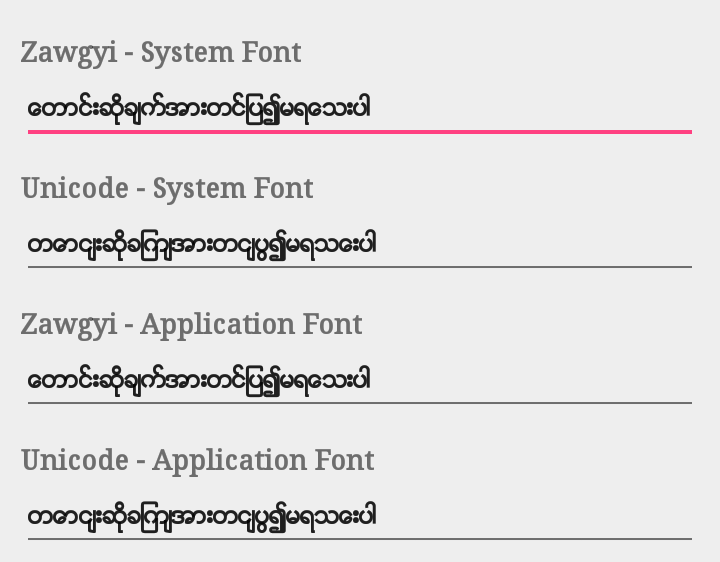 Zawgyi - System Font
တောင်းဆိုချက်အားတင်ပြ၍မရသေးပါ
Unicode - System Font
တောငျးဆိုခကြျအားတငျပွ၍မရသေးပါ
Zawgyi - Application Font
တောင်းဆိုချက်အားတင်ပြ၍မရသေးပါ
Unicode - Application Font
တောငျးဆိုခကြျအားတငျပွ၍မရသေးပါ